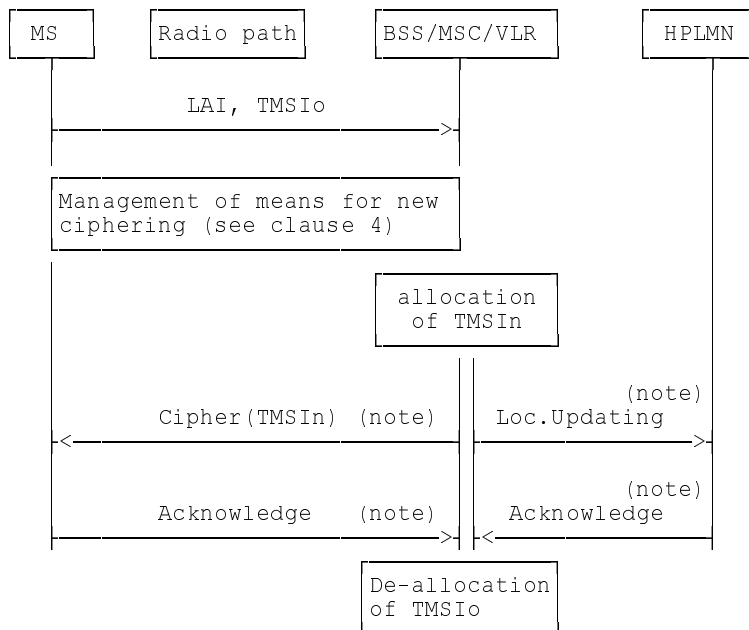 MS
Radio path
BSS/MSC/VLR
HPLMN
LAI, TMSIo
Management of means for new
ciphering (see clause 4)
allocation
of TMSIn
(note)
Cipher(TMSIn) (note)
Loc.Updating
(note)
Acknowledge (note)
Acknowledge
De-allocation
of TMSIo